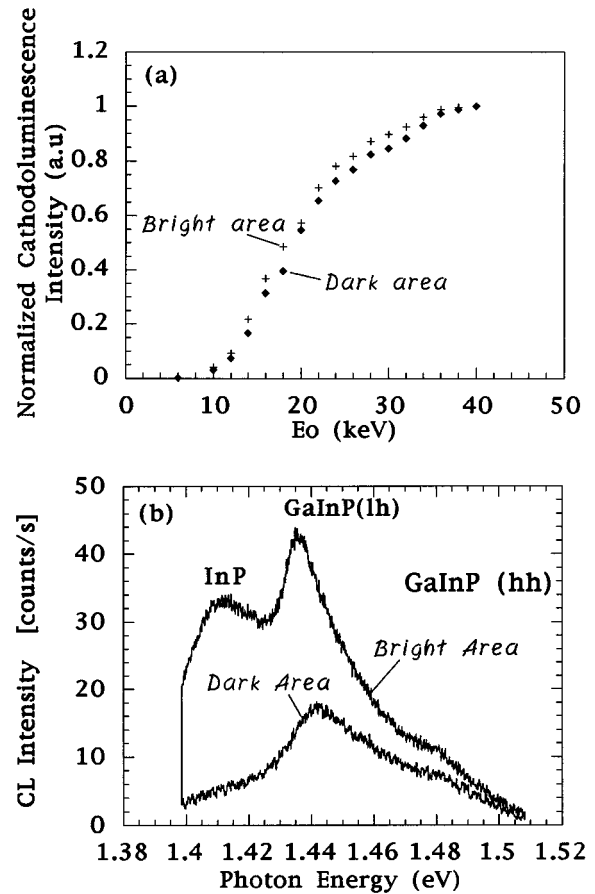 Normalized Cathodoluminescence
Intensity (a.u)
1.2
1
0.8
0.6
0.4
0.2
0
(a)
Bright area
Dark area
0 10 20 30 40 50
Eo (keV)
CL Intensity [counts/s]
50
40
30
20
10
0
(b)
GaInP(lh)
InP
GaInP (hh)
Bright Area
Dark Area
1.38 1.4 1.42 1.44 1.46 1.48 1.5 1.52
Photon Energy (eV)